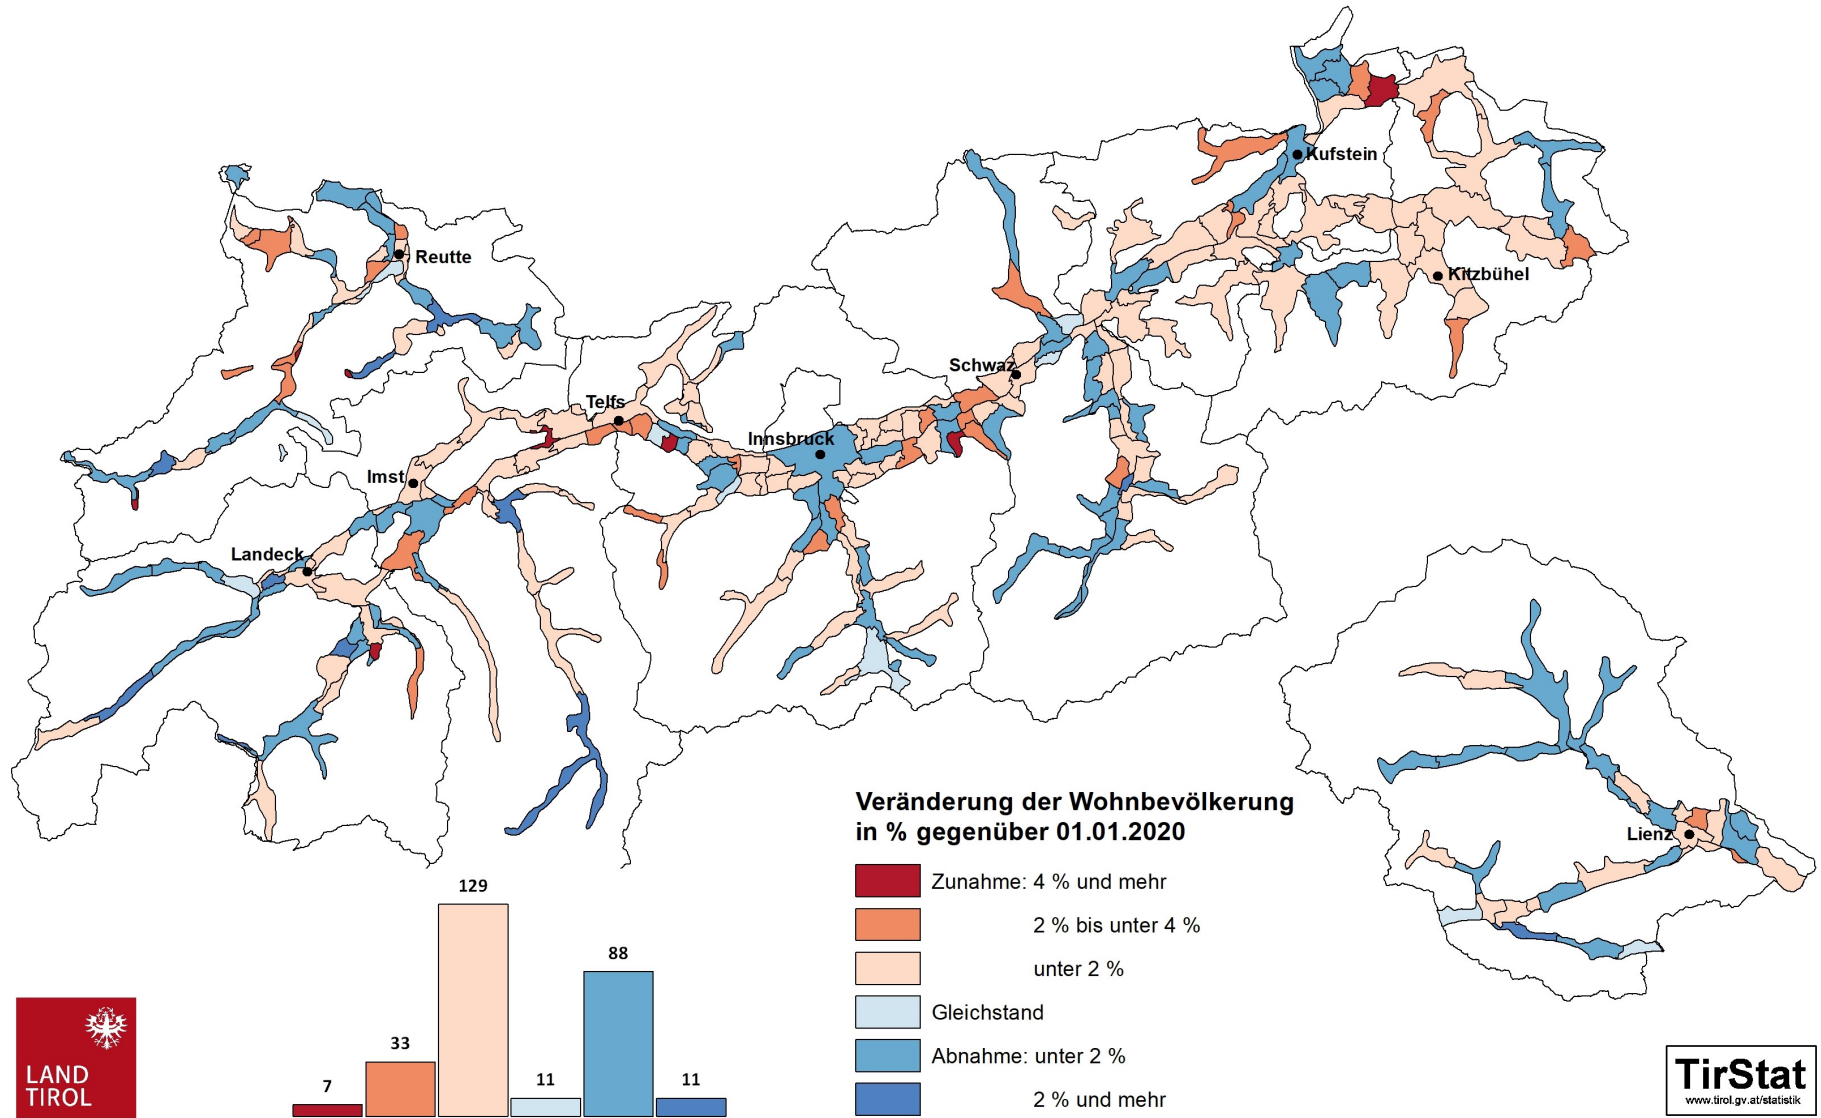 Kufstein
Reutte
Kitzbühel
Schwaz
Telfs
Innsbruck
Imst
Landeck
Lienz
Veränderung der Wohnbevölkerung
in % gegenüber 01.01.2020
Zunahme: 4 % und mehr
2 % bis unter 4 %
unter 2 %
Gleichstand
Abnahme: unter 2 %
2 % und mehr
7
33
129
11
88
11
LAND
TIROL
TirStat
www.tirol.gv.at/statistik